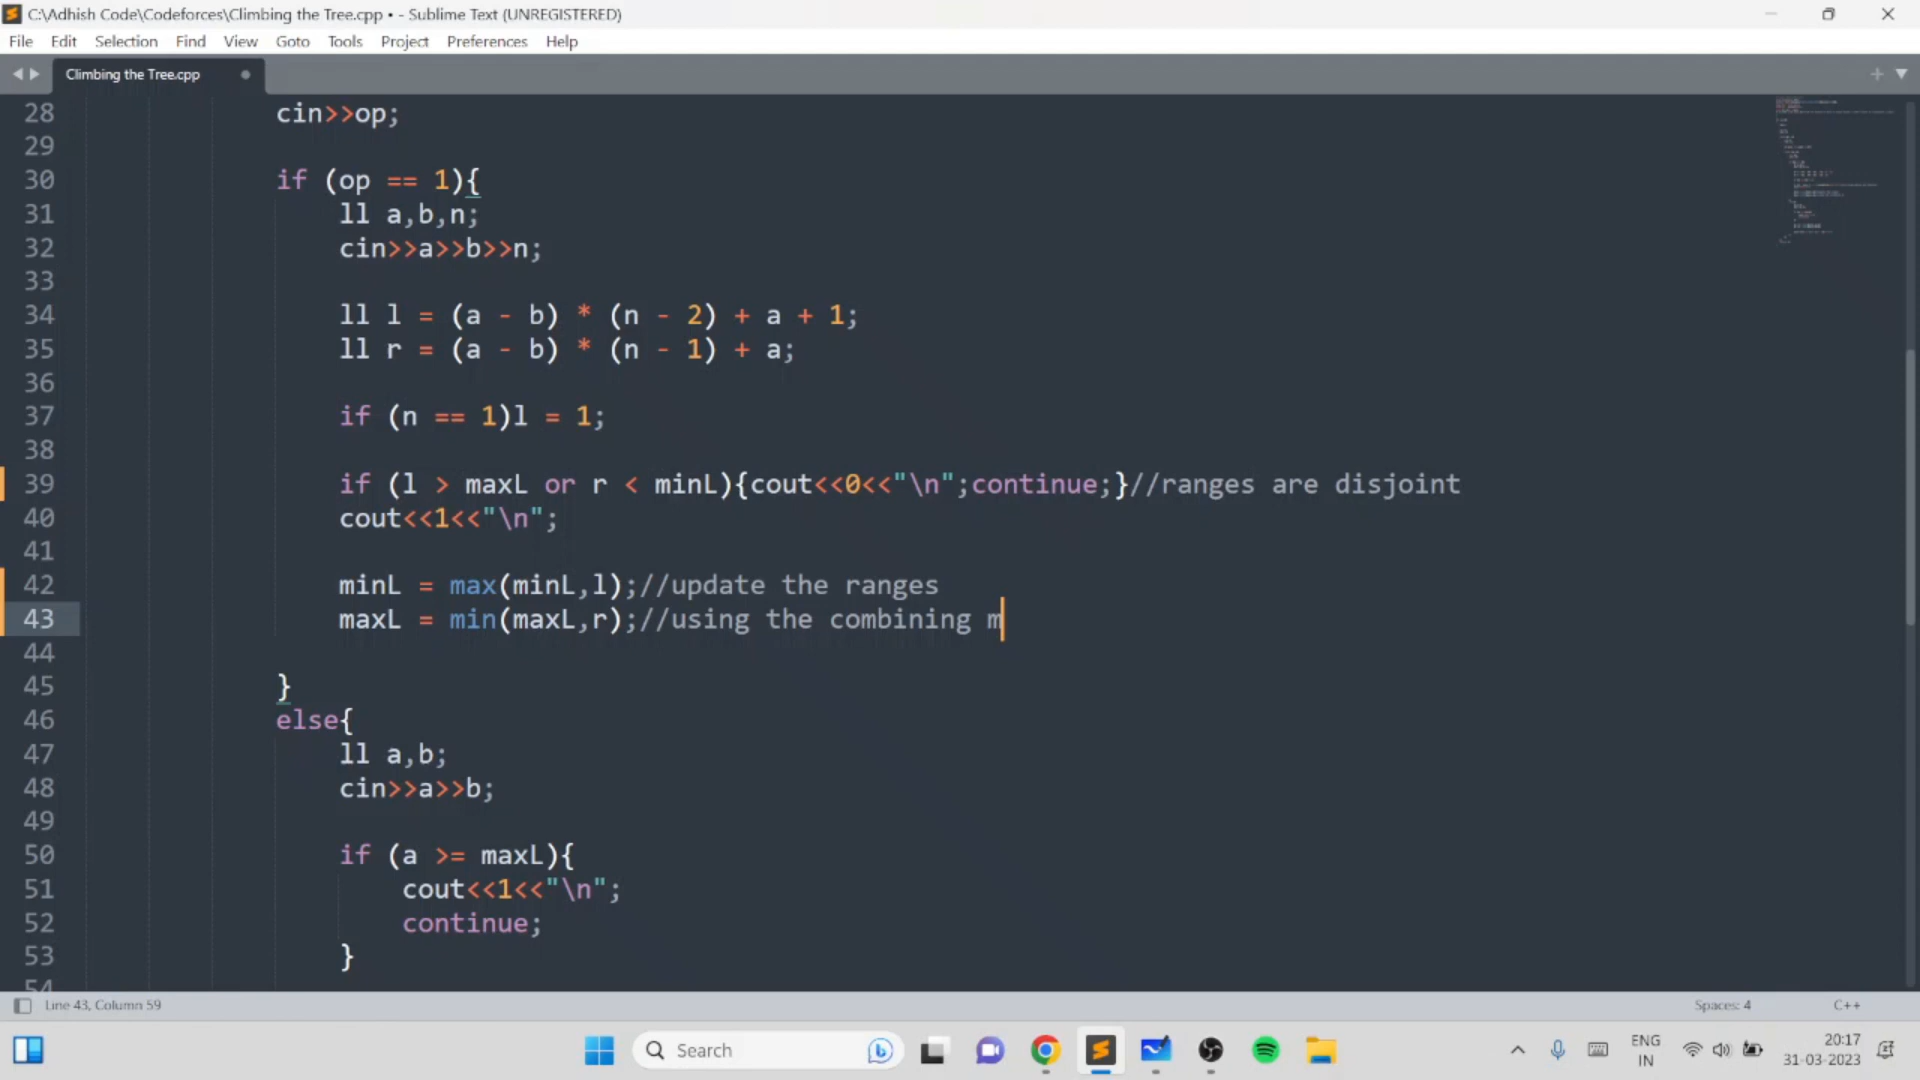 C:\Adhish Code\Codeforces\Climbing the Tree.cpp • - Sublime Text (UNREGISTERED)
File Edit Selection Find View Goto Tools Project Preferences Help
Climbing the Tree.cpp
28 cin>>op;
29
30 if (op == 1){
31 ll a,b,n;
32 cin>>a>>b>>n;
33
34 ll l = (a - b) * (n - 2) + a + 1;
35 ll r = (a - b) * (n - 1) + a;
36
37 if (n == 1)l = 1;
38
39 if (l > maxL or r < minL){cout<<0<<"\n";continue;}//ranges are disjoint
40 cout<<1<<"\n";
41
42 minL = max(minL,l);//update the ranges
43 maxL = min(maxL,r);//using the combining m
44
45 }
46 else{
47 ll a,b;
48 cin>>a>>b;
49
50 if (a >= maxL){
51 cout<<1<<"\n";
52 continue;
53 }
54
Line 43, Column 59 Spaces: 4 C++
Search ENG 20:17
IN 31-03-2023